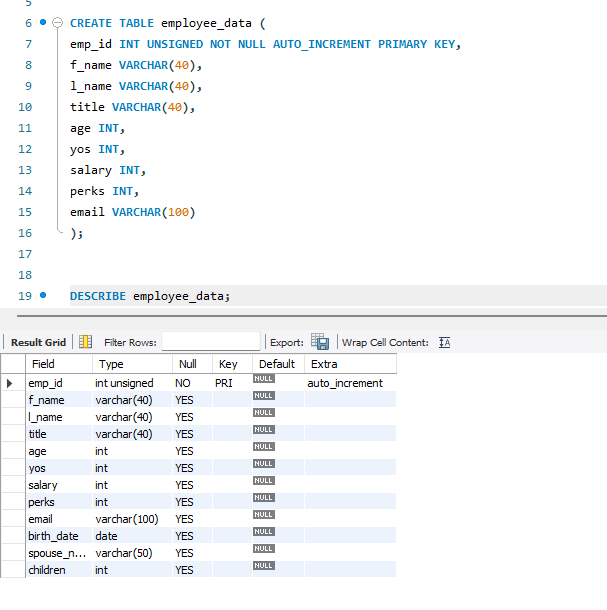 5
6 CREATE TABLE employee_data (
7 emp_id INT UNSIGNED NOT NULL AUTO_INCREMENT PRIMARY KEY,
8 f_name VARCHAR(40),
9 l_name VARCHAR(40),
10 title VARCHAR(40),
11 age INT,
12 yos INT,
13 salary INT,
14 perks INT,
15 email VARCHAR(100)
16 );
17
18
19 DESCRIBE employee_data;
Result Grid Filter Rows: Export: Wrap Cell Content: IA
Field Type Null Key Default Extra
emp_id int unsigned NO PRI NULL auto_increment
f_name varchar(40) YES NULL
l_name varchar(40) YES NULL
title varchar(40) YES NULL
age int YES NULL
yos int YES NULL
salary int YES NULL
perks int YES NULL
email varchar(100) YES NULL
birth_date date YES NULL
spouse_n... varchar(50) YES NULL
children int YES NULL